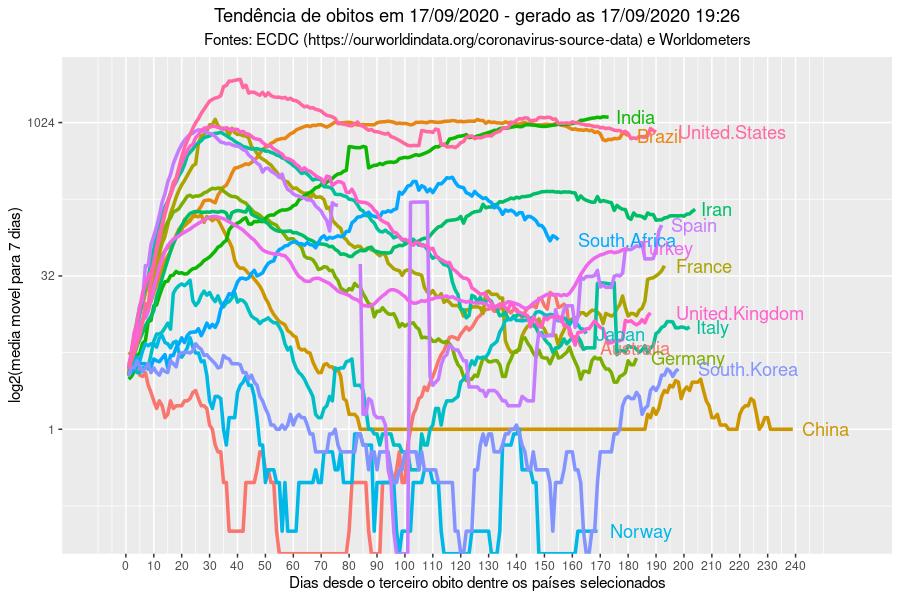 Tendência de obitos em 17/09/2020 - gerado as 17/09/2020 19:26
Fontes: ECDC (https://ourworldindata.org/coronavirus-source-data) e Worldometers
log2(media movel para 7 dias)
1024
32
1
India
Brazil
United.States
Iran
Spain
South.Africa
Turkey
France
United.Kingdom
Italy
Japan
Australia
Germany
South.Korea
China
Norway
0 10 20 30 40 50 60 70 80 90 100 110 120 130 140 150 160 170 180 190 200 210 220 230 240
Dias desde o terceiro obito dentre os países selecionados